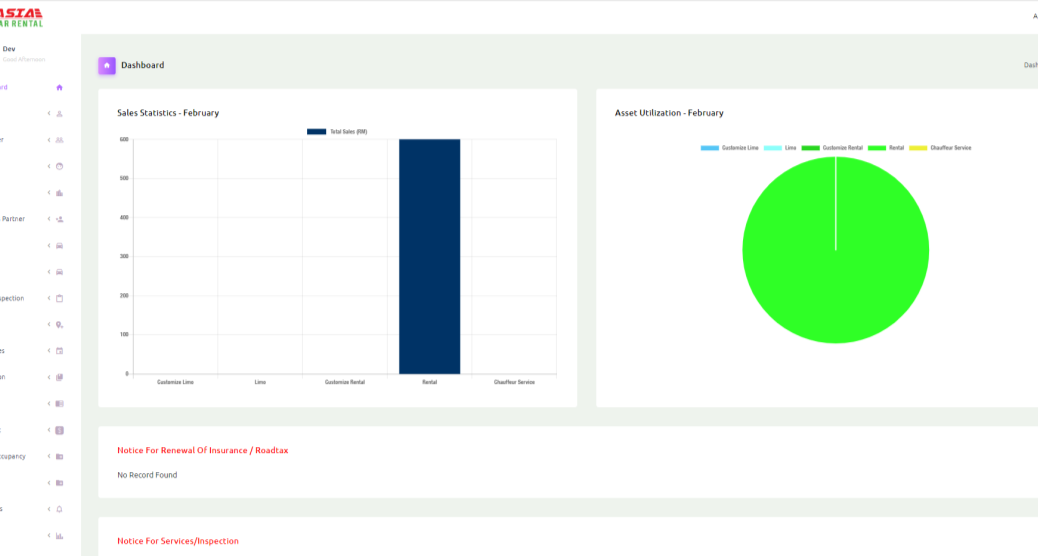 ASIA
AR RENTAL
A
Dev
Good Afternoon
Dashboard
Dash
rd
er
Partner
spection
es
on
t
ccupancy
s
Sales Statistics - February
Total Sales (RM)
600
500
400
300
200
100
0
Customize Limo
Limo
Customize Rental
Rental
Chauffeur Service
Asset Utilization - February
Customize Limo
Limo
Customize Rental
Rental
Chauffeur Service
Notice For Renewal Of Insurance / Roadtax
No Record Found
Notice For Services/Inspection